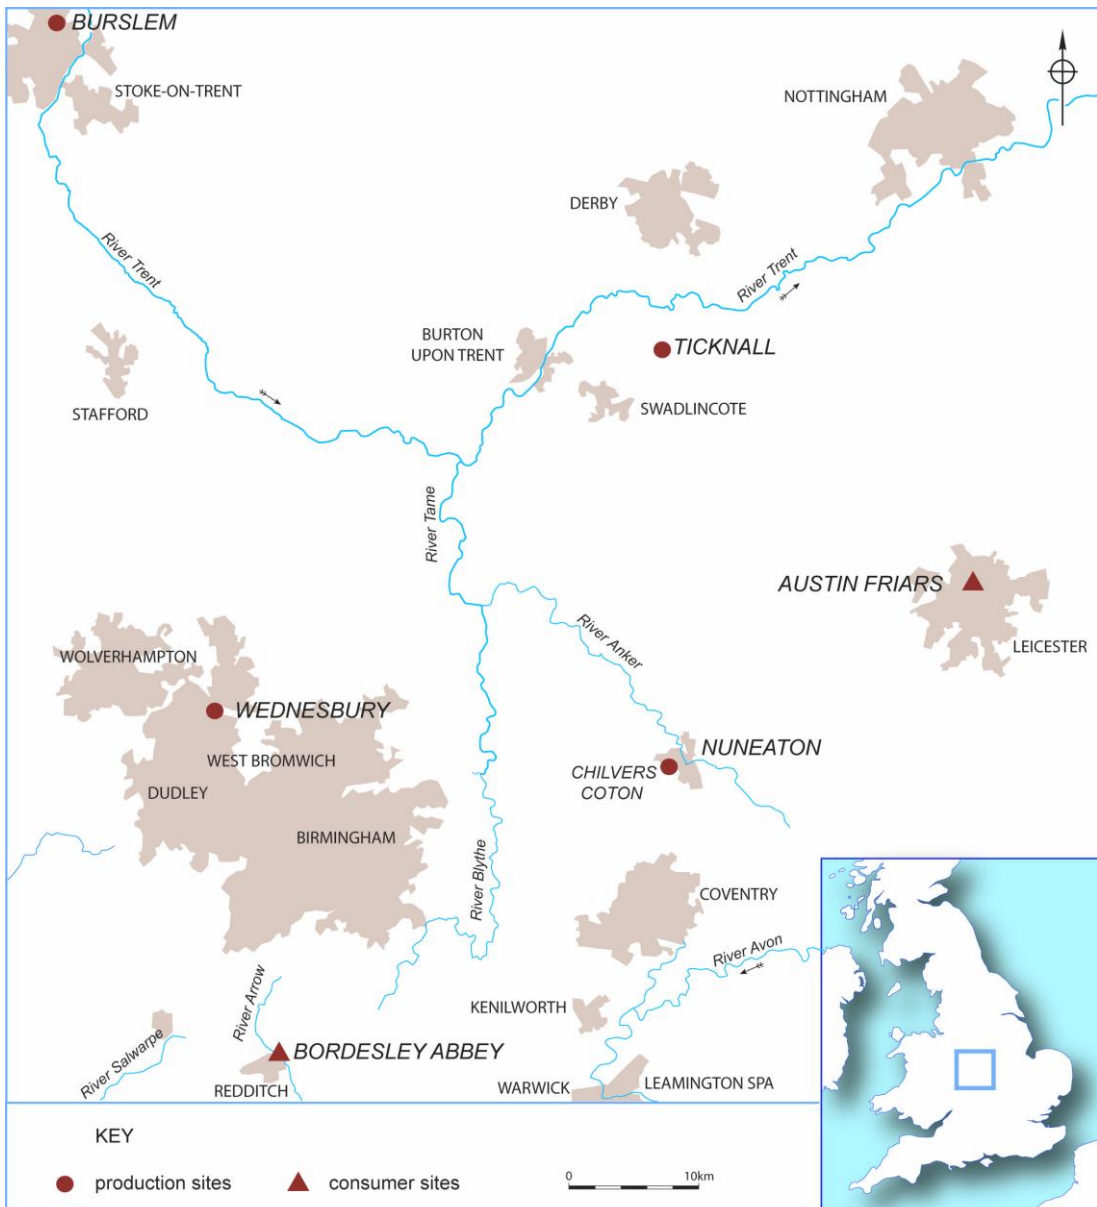 BURSLEM
STOKE-ON-TRENT
NOTTINGHAM
DERBY
River Trent
River Trent
BURTON
UPON TRENT
TICKNALL
STAFFORD
SWADLINCOTE
River Tame
AUSTIN FRIARS
River Anker
LEICESTER
WOLVERHAMPTON
WEDNESBURY
NUNEATON
WEST BROMWICH
CHILVERS
COTON
DUDLEY
BIRMINGHAM
River Blythe
COVENTRY
River Avon
River Arrow
KENILWORTH
River Salwarpe
BORDESLEY ABBEY
REDDITCH
WARWICK
LEAMINGTON SPA
KEY
production sites
consumer sites
0
10km